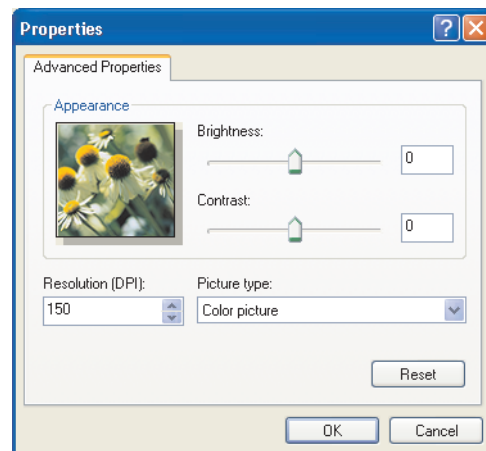 Properties
Advanced Properties
Appearance
Brightness:
0
Contrast:
0
Resolution (DPI):
Picture type:
150
Color picture
Reset
OK
Cancel